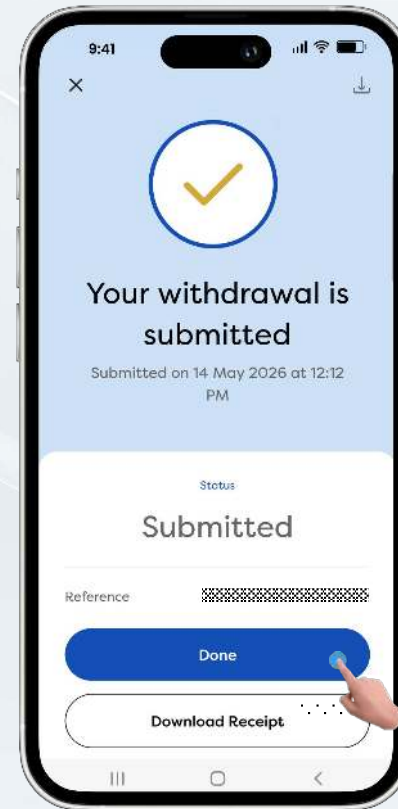 9:41
Your withdrawal is
submitted
Submitted on 14 May 2026 at 12:12
PM
Status
Submitted
Reference
Done
Download Receipt